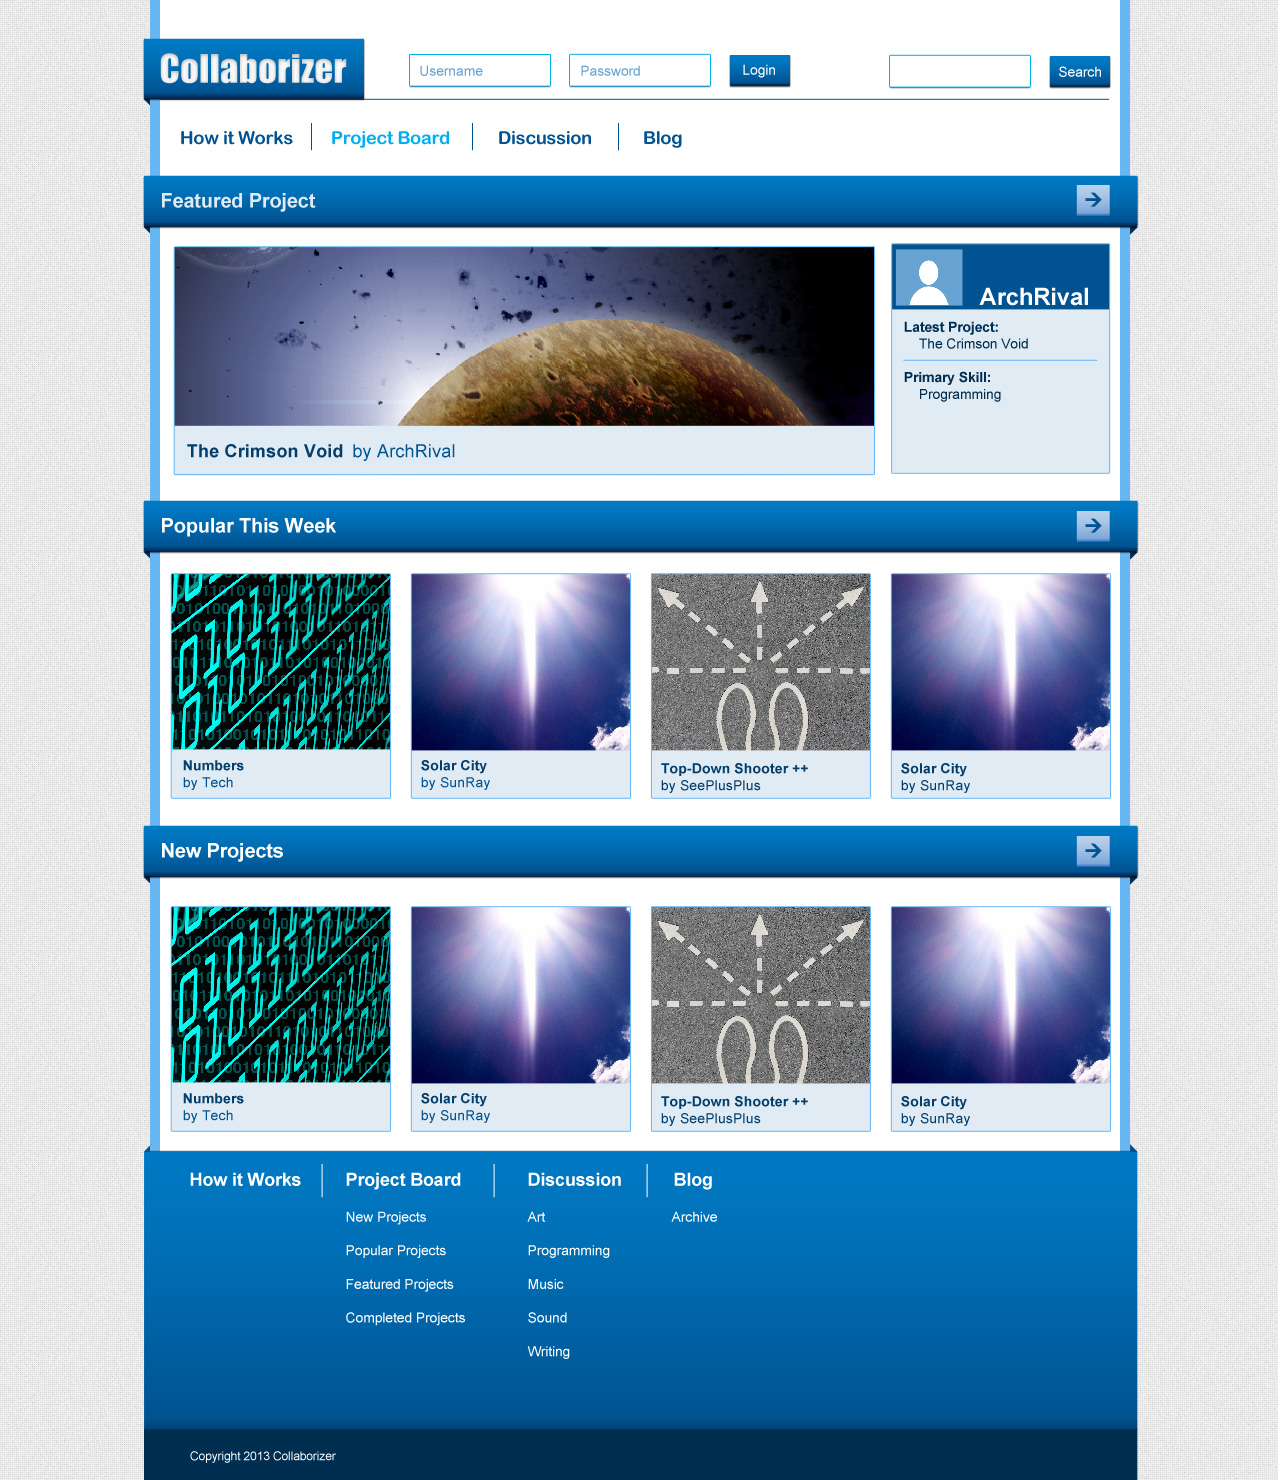 Collaborizer
Username
Password
Login
Search
How it Works
Project Board
Discussion
Blog
Featured Project
ArchRival
Latest Project:
The Crimson Void
Primary Skill:
Programming
The Crimson Void by ArchRival
Popular This Week
Numbers
by Tech
Solar City
by SunRay
Top-Down Shooter ++
by SeePlusPlus
Solar City
by SunRay
New Projects
Numbers
by Tech
Solar City
by SunRay
Top-Down Shooter ++
by SeePlusPlus
Solar City
by SunRay
How it Works
Project Board
New Projects
Popular Projects
Featured Projects
Completed Projects
Discussion
Art
Programming
Music
Sound
Writing
Blog
Archive
Copyright 2013 Collaborizer